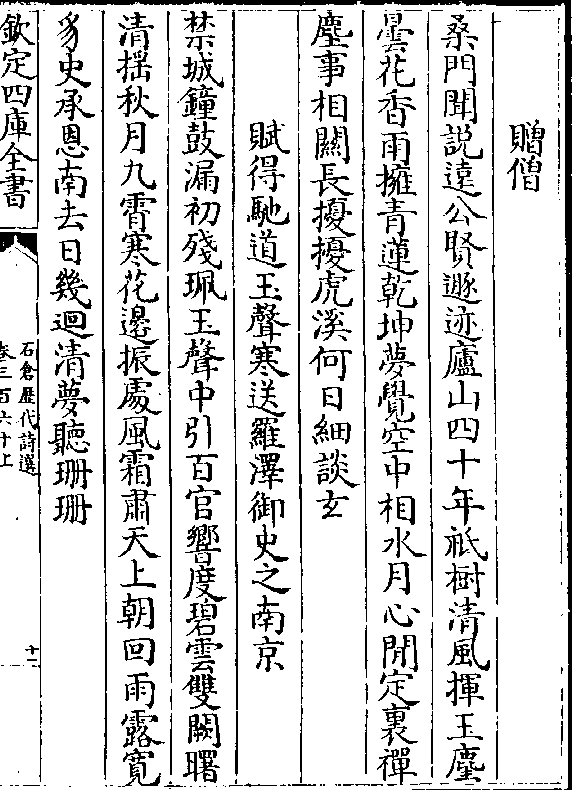 贈僧
桑門聞説遠公賢遯迹廬山四十年祇樹清風揮玉塵
曇花香雨擁青蓮乾坤夢覺空中相水月心閒定裏禪
塵事相關長擾擾虎溪何日細談玄
賦得馳道玉聲寒送羅澤御史之南京
禁城鐘鼓漏初殘珮玉聲中引百官響度碧雲雙闕曙
清揺秋月九霄寒花邊振處風霜肅天上朝回雨露寛
豸史承恩南去日幾迴清夢聽珊珊
欽定四庫全書
石倉歴代詩選
卷三百六十上
十二